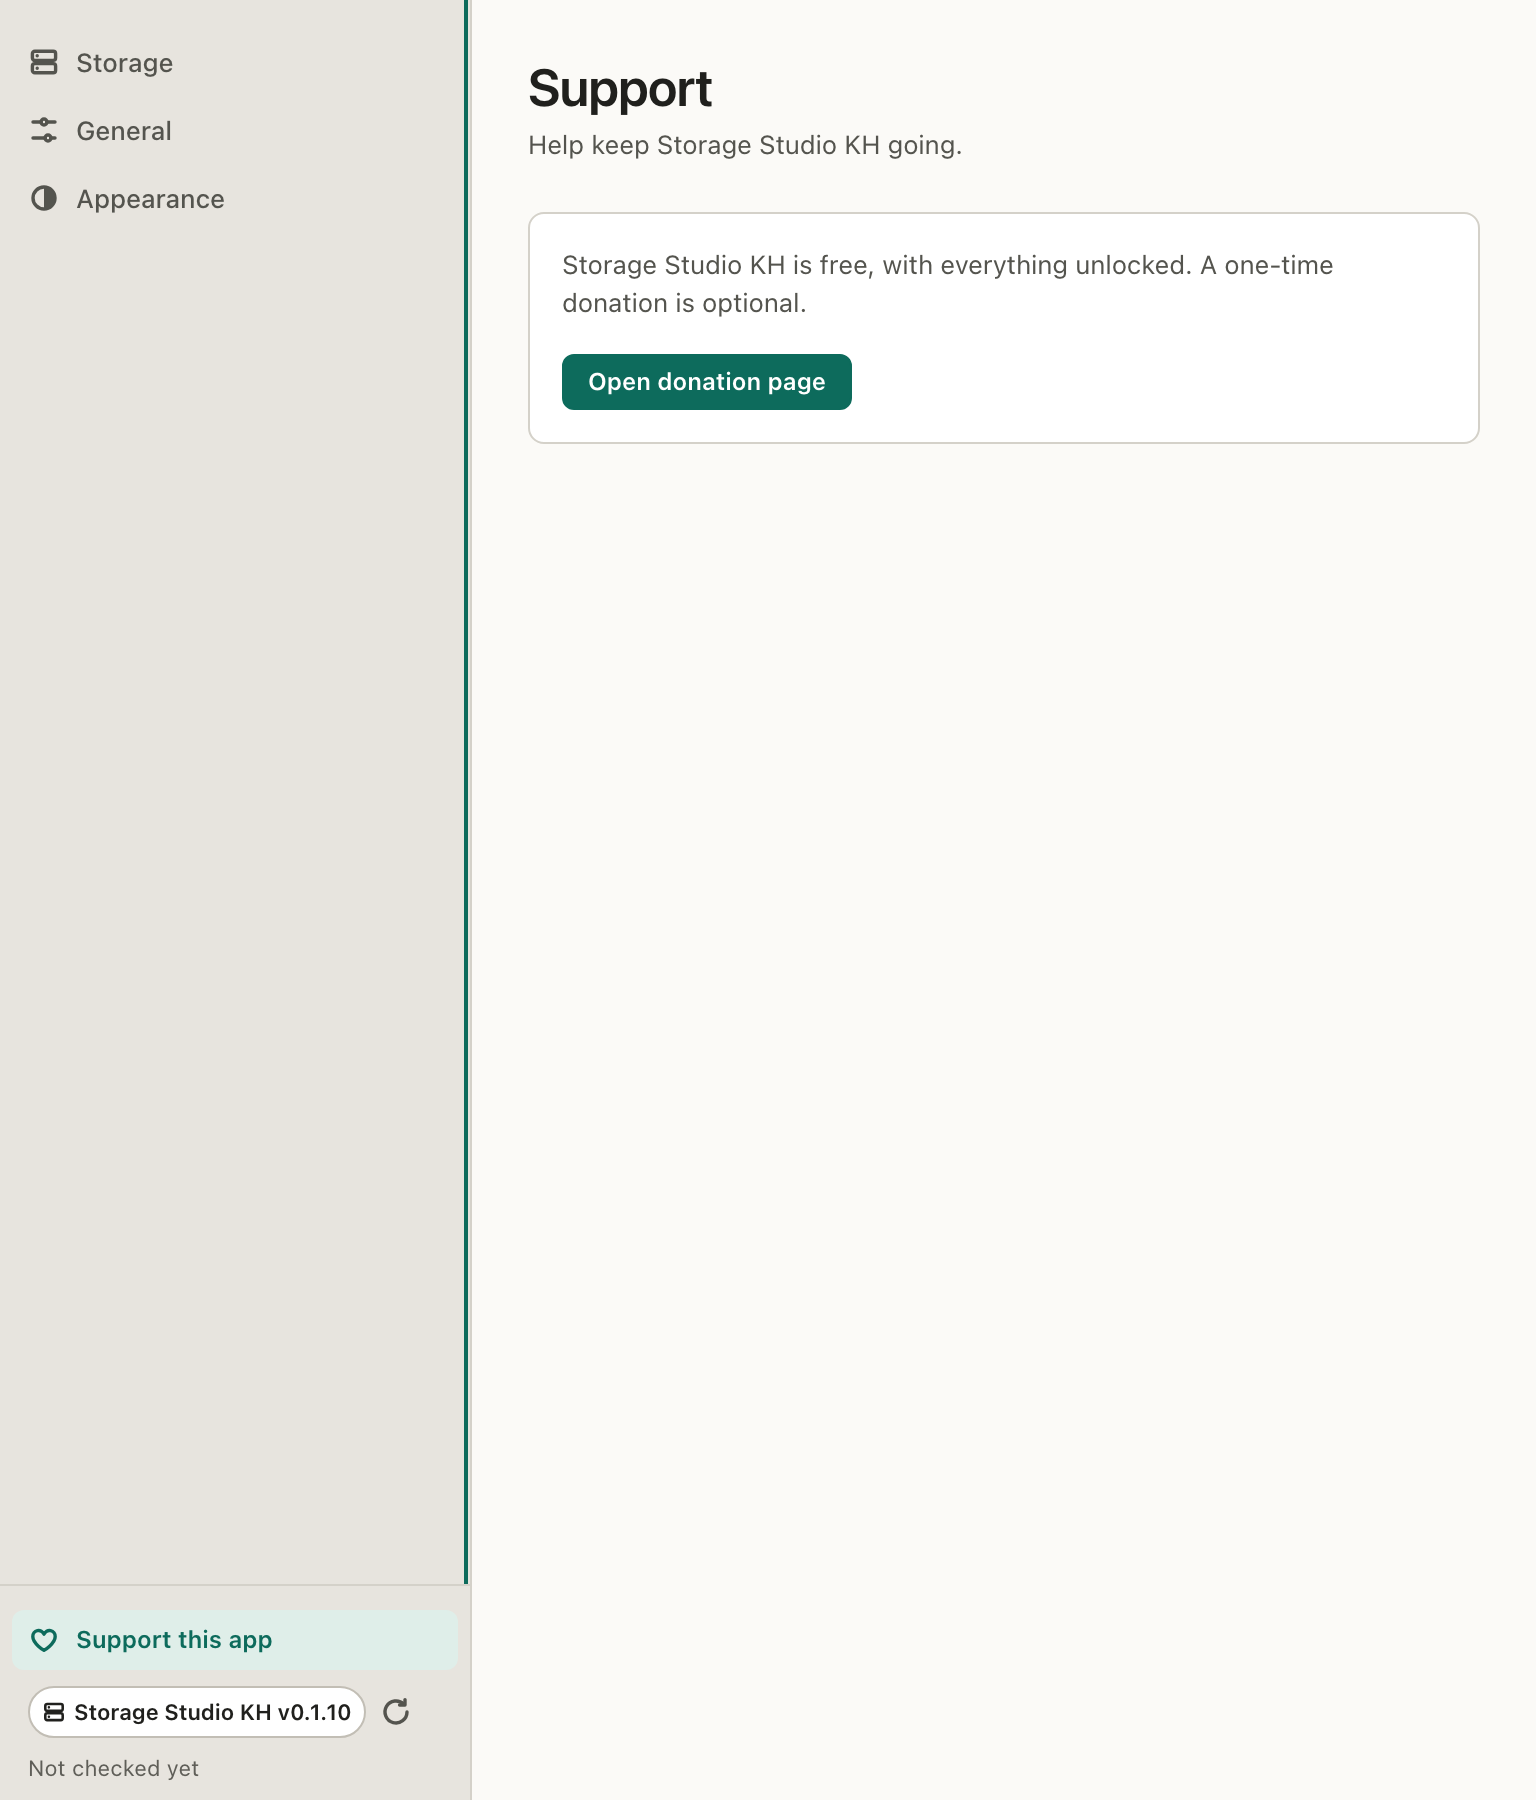 Storage
General
Appearance
Support this app
Storage Studio KH v0.1.10
Not checked yet
Support
Help keep Storage Studio KH going.
Storage Studio KH is free, with everything unlocked. A one-time
donation is optional.
Open donation page